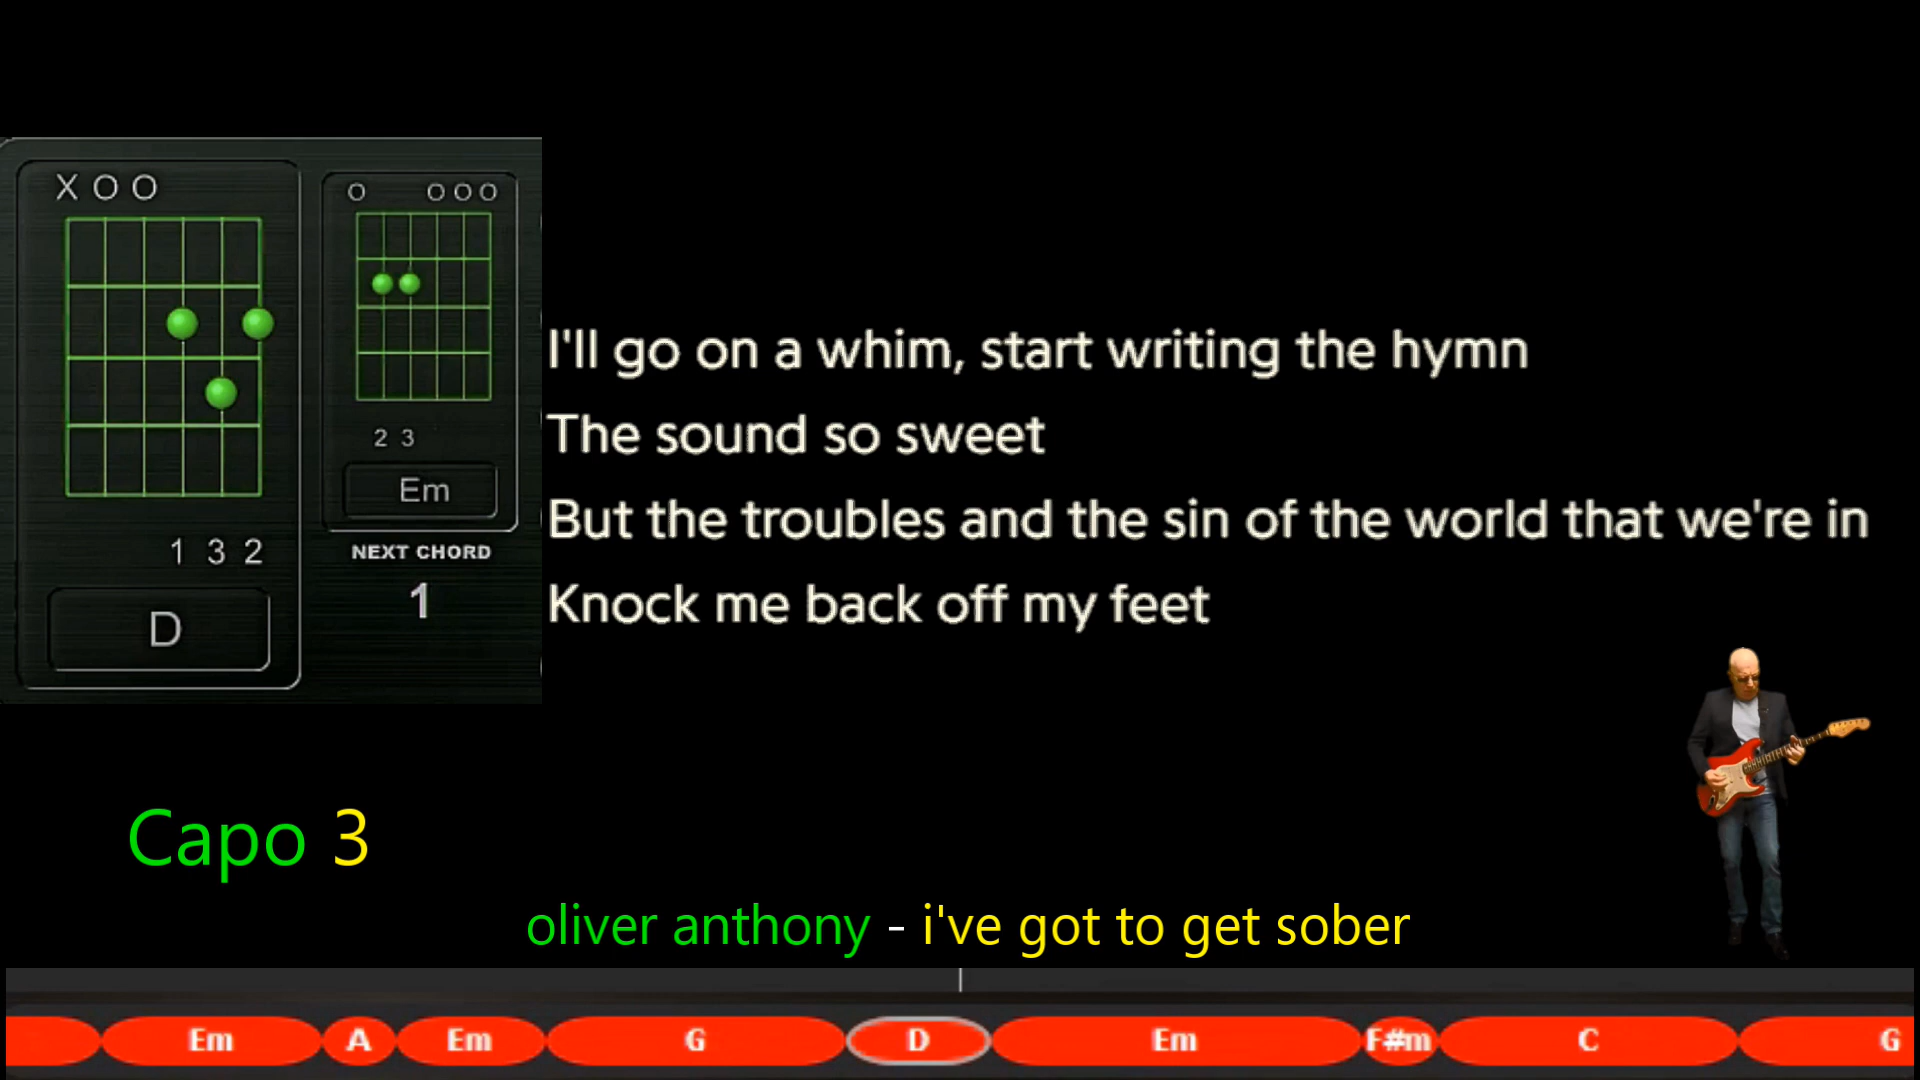 X O O
O O O O
I'll go on a whim, start writing the hymn
The sound so sweet
But the troubles and the sin of the world that we're in
Knock me back off my feet
2 3
Em
1 3 2
NEXT CHORD
D
1
Capo 3
oliver anthony - i've got to get sober
Em A Em G D Em F#m C G